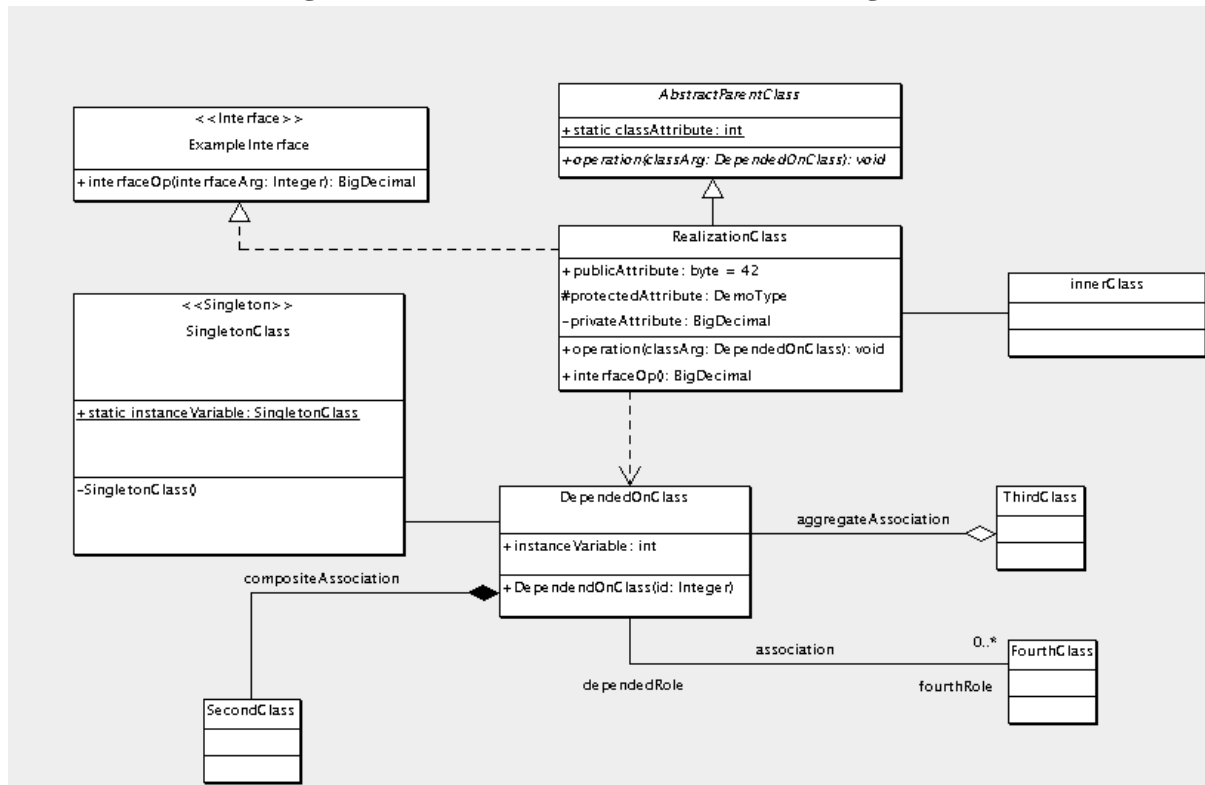 AbstractParentClass
+static classAttribute: int
+operation(classArg: DependedOnClass): void
<<Interface>>
ExampleInterface
+interfaceOp(interfaceArg: Integer): BigDecimal
RealizationClass
+publicAttribute: byte = 42
#protectedAttribute: DemoType
-privateAttribute: BigDecimal
+operation(classArg: DependedOnClass): void
+interfaceOp(): BigDecimal
innerClass
<<Singleton>>
SingletonClass
+static instanceVariable: SingletonClass
-SingletonClass()
DependedOnClass
+instanceVariable: int
+DependendOnClass(id: Integer)
aggregateAssociation
ThirdClass
compositeAssociation
association
0..*
FourthClass
dependedRole
fourthRole
SecondClass